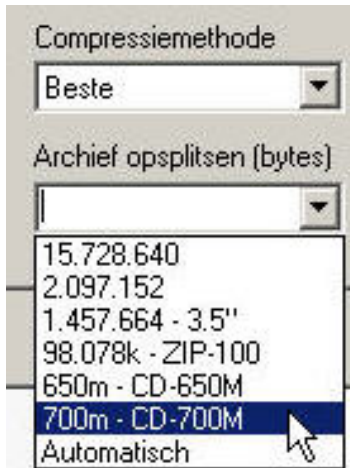 Compressiemethode
Beste
Archief opsplitsen (bytes)
15.728.640
2.097.152
1.457.664 - 3.5"
98.078k - ZIP-100
650m - CD-650M
700m - CD-700M
Automatisch